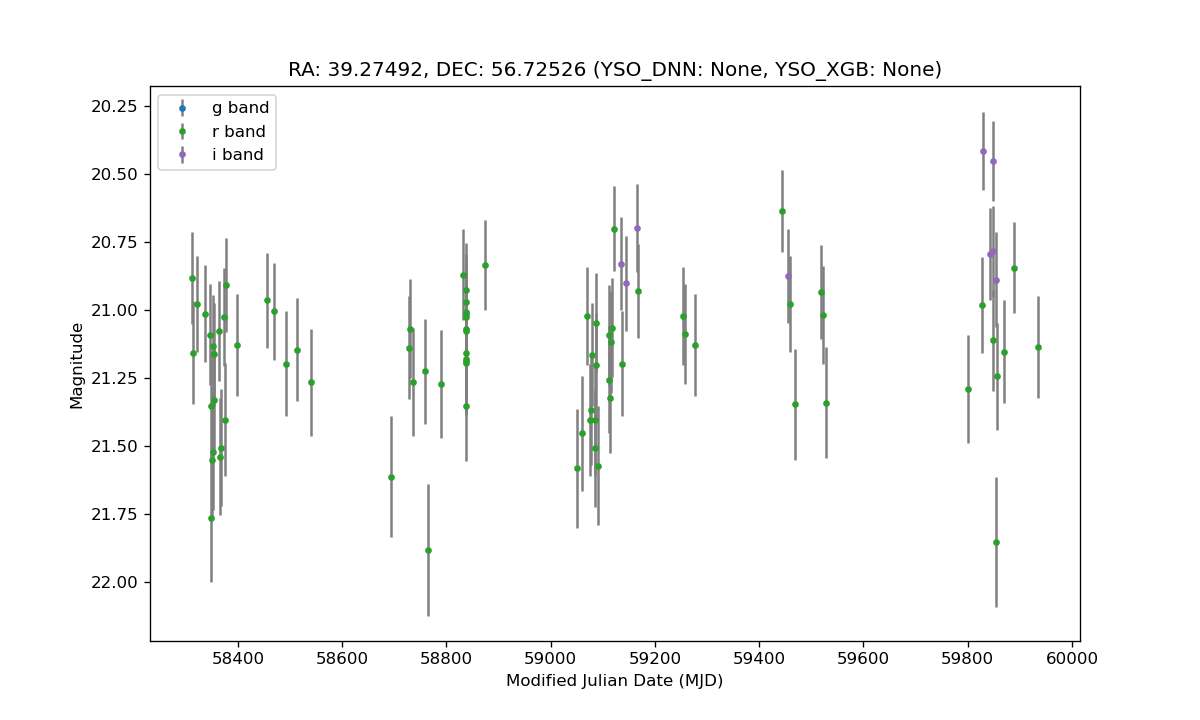 RA: 39.27492, DEC: 56.72526 (YSO_DNN: None, YSO_XGB: None)
g band
r band
i band
20.25
20.50
20.75
21.00
21.25
21.50
21.75
22.00
Magnitude
58400 58600 58800 59000 59200 59400 59600 59800 60000
Modified Julian Date (MJD)